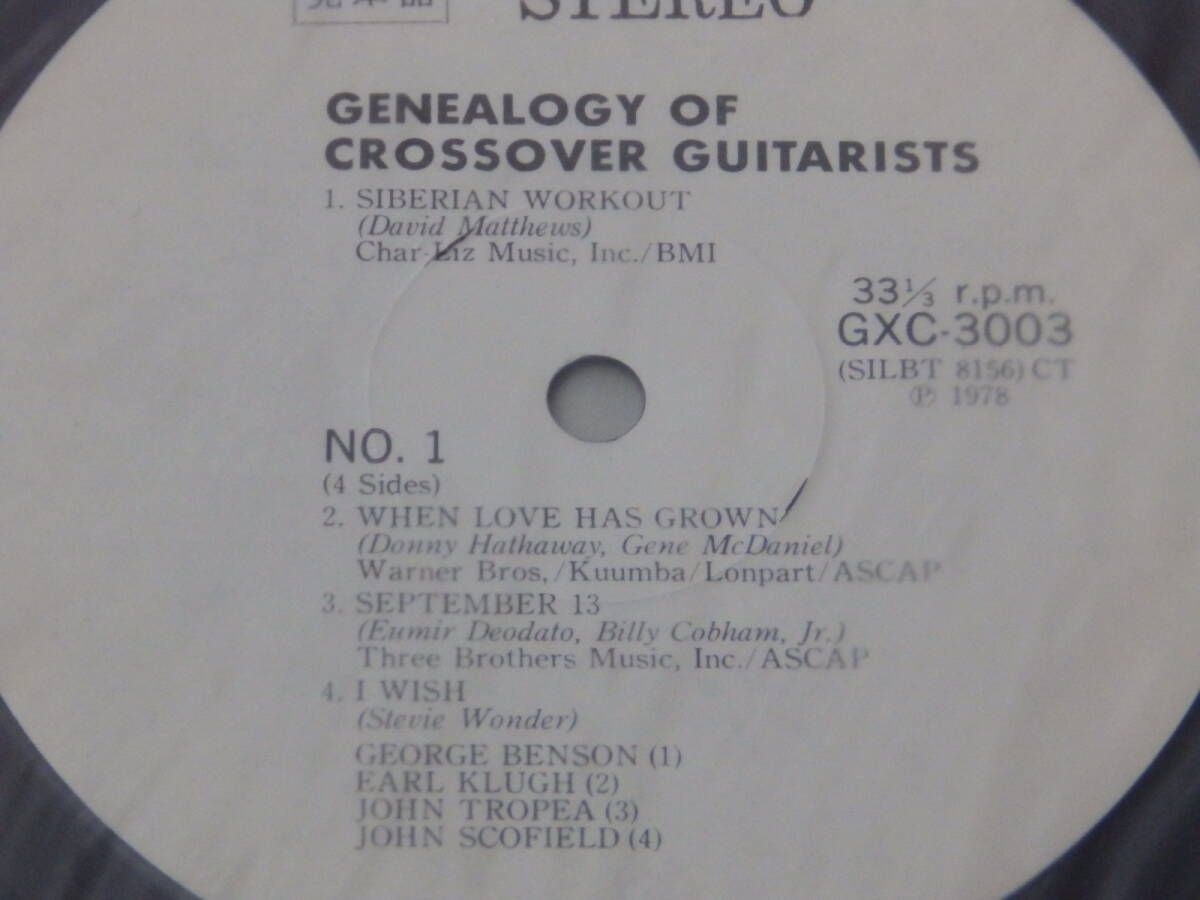 見本品
STEREO
GENEALOGY OF
CROSSOVER GUITARISTS
1. SIBERIAN WORKOUT
(David Matthews)
Char-Liz Music, Inc./BMI
33⅓ r.p.m.
GXC-3003
(SILBT 8156) CT
Ⓟ 1978
NO. 1
(4 Sides)
2. WHEN LOVE HAS GROWN
(Donny Hathaway, Gene McDaniel)
Warner Bros,/Kuumba/Lonpart/ASCAP
3. SEPTEMBER 13
(Eumir Deodato, Billy Cobham, Jr.)
Three Brothers Music, Inc./ASCAP
4. I WISH
(Stevie Wonder)
GEORGE BENSON (1)
EARL KLUGH (2)
JOHN TROPEA (3)
JOHN SCOFIELD (4)